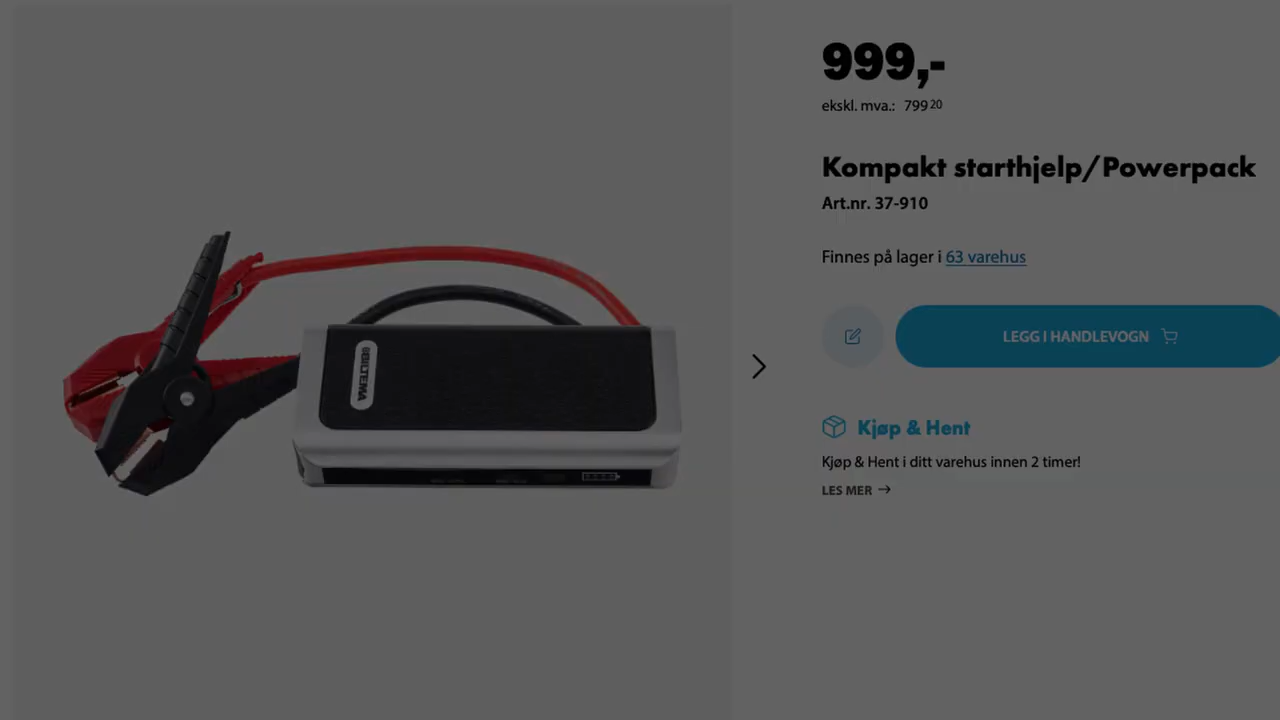 999,-
ekskl. mva.: 799 20
Kompakt starthjelp/Powerpack
Art.nr. 37-910
Finnes på lager i 63 varehus
LEGG I HANDLEVOGN
BILTEMA
Kjøp & Hent
Kjøp & Hent i ditt varehus innen 2 timer!
LES MER